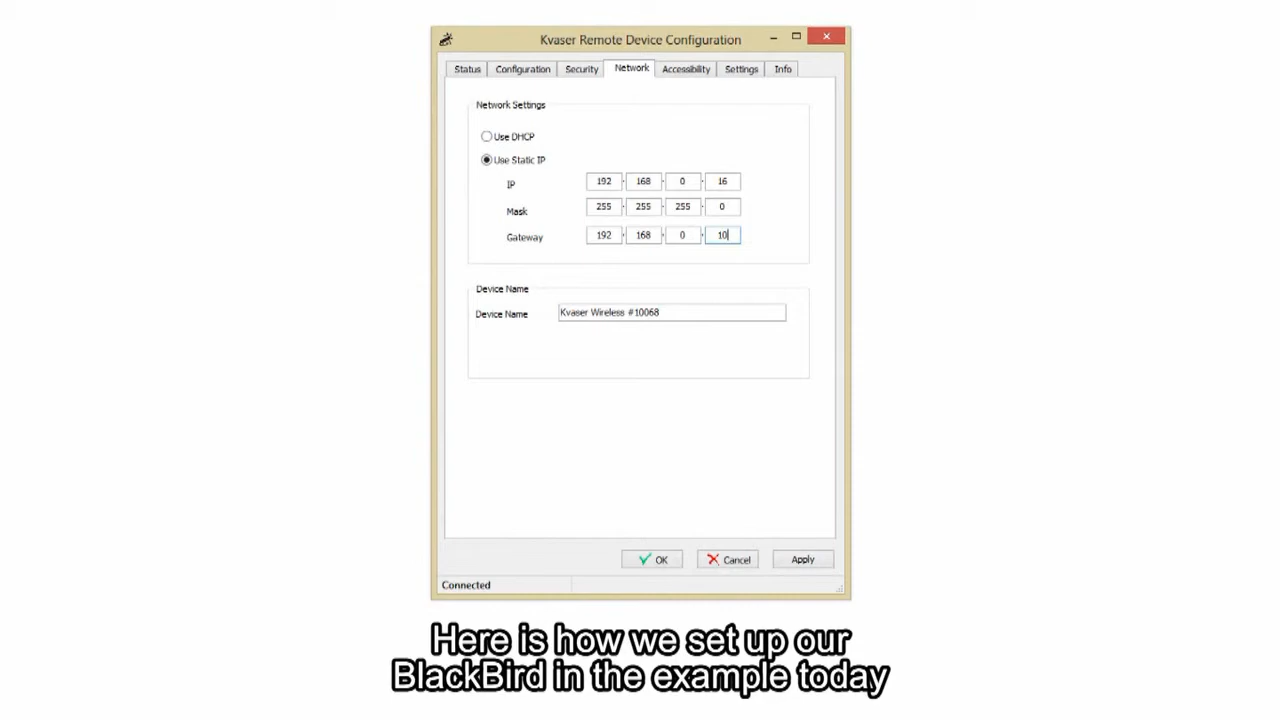 Kvaser Remote Device Configuration
Status Configuration Security Network Accessibility Settings Info
Network Settings
Use DHCP
Use Static IP
IP 192 . 168 . 0 . 16
Mask 255 . 255 . 255 . 0
Gateway 192 . 168 . 0 . 10
Device Name
Device Name Kvaser Wireless #10068
OK Cancel Apply
Connected
Here is how we set up our
BlackBird in the example today